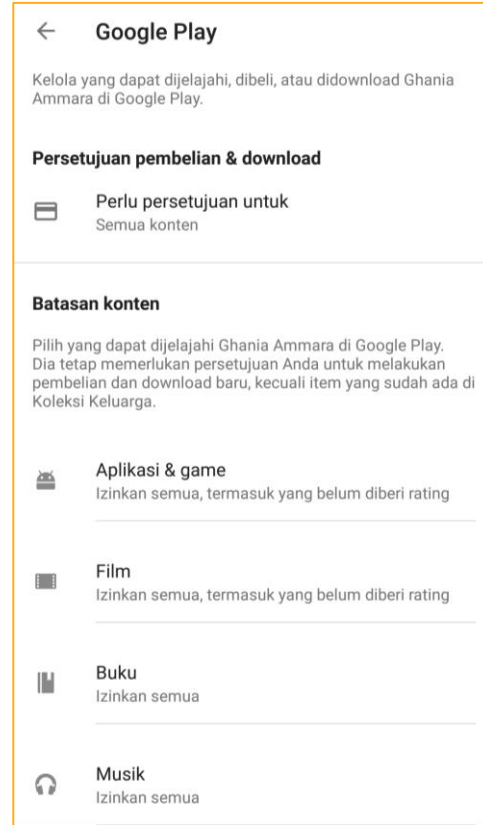 Google Play
Kelola yang dapat dijelajahi, dibeli, atau didownload Ghania
Ammara di Google Play.
Persetujuan pembelian & download
Perlu persetujuan untuk
Semua konten
Batasan konten
Pilih yang dapat dijelajahi Ghania Ammara di Google Play.
Dia tetap memerlukan persetujuan Anda untuk melakukan
pembelian dan download baru, kecuali item yang sudah ada di
Koleksi Keluarga.
Aplikasi & game
Izinkan semua, termasuk yang belum diberi rating
Film
Izinkan semua, termasuk yang belum diberi rating
Buku
Izinkan semua
Musik
Izinkan semua